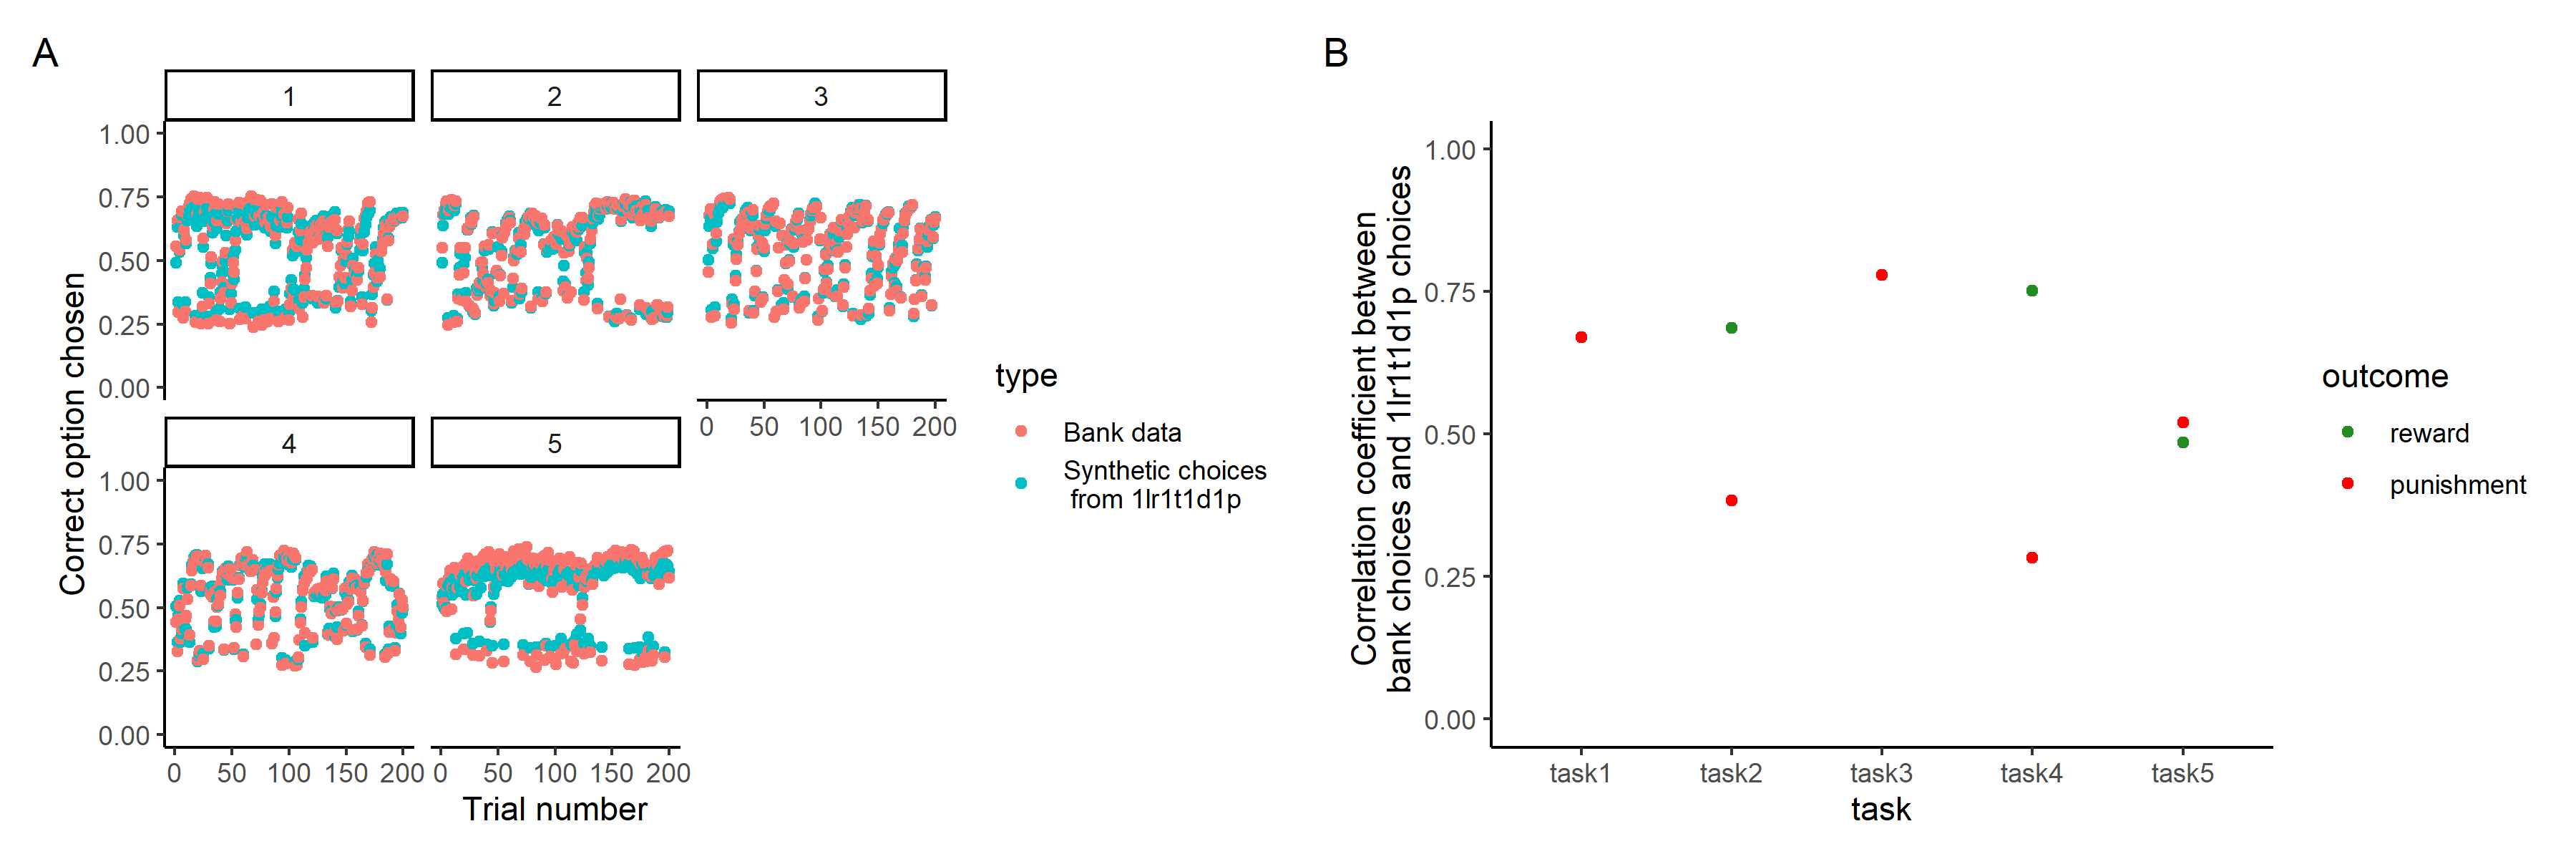 A
1
2
3
1.00
0.75
0.50
0.25
0.00
0 50 100 150 200
4
5
1.00
0.75
0.50
0.25
0.00
0 50 100 150 200
0 50 100 150 200
Correct option chosen
Trial number
type
Bank data
Synthetic choices
from 1lr1t1d1p
B
1.00
0.75
0.50
0.25
0.00
Correlation coefficient between
bank choices and 1lr1t1d1p choices
task1
task2
task3
task4
task5
task
outcome
reward
punishment